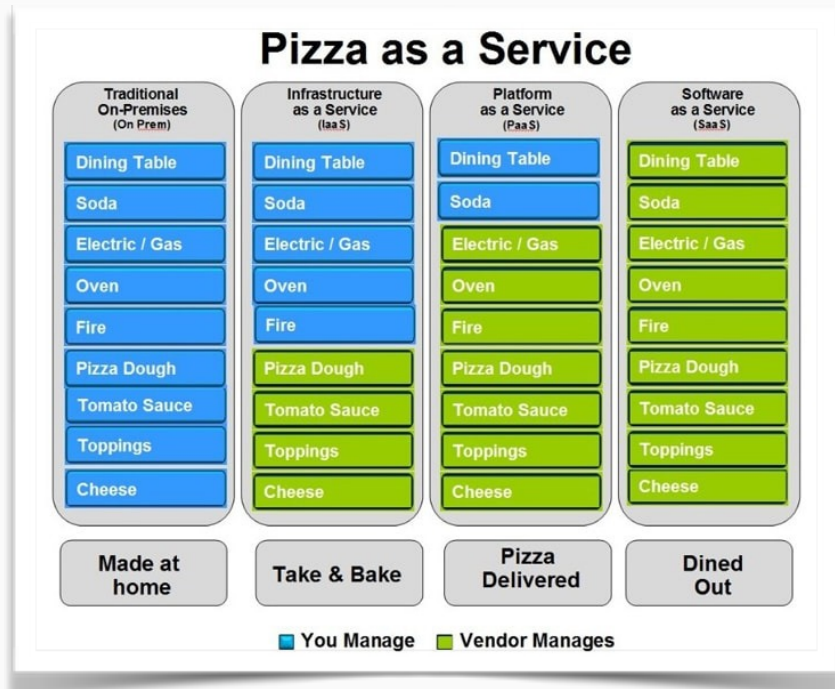 Pizza as a Service
Traditional
On-Premises
(On Prem)
Dining Table
Soda
Electric / Gas
Oven
Fire
Pizza Dough
Tomato Sauce
Toppings
Cheese
Made at
home
Infrastructure
as a Service
(IaaS)
Dining Table
Soda
Electric / Gas
Oven
Fire
Pizza Dough
Tomato Sauce
Toppings
Cheese
Take & Bake
Platform
as a Service
(PaaS)
Dining Table
Soda
Electric / Gas
Oven
Fire
Pizza Dough
Tomato Sauce
Toppings
Cheese
Pizza
Delivered
Software
as a Service
(SaaS)
Dining Table
Soda
Electric / Gas
Oven
Fire
Pizza Dough
Tomato Sauce
Toppings
Cheese
Dined
Out
You Manage
Vendor Manages